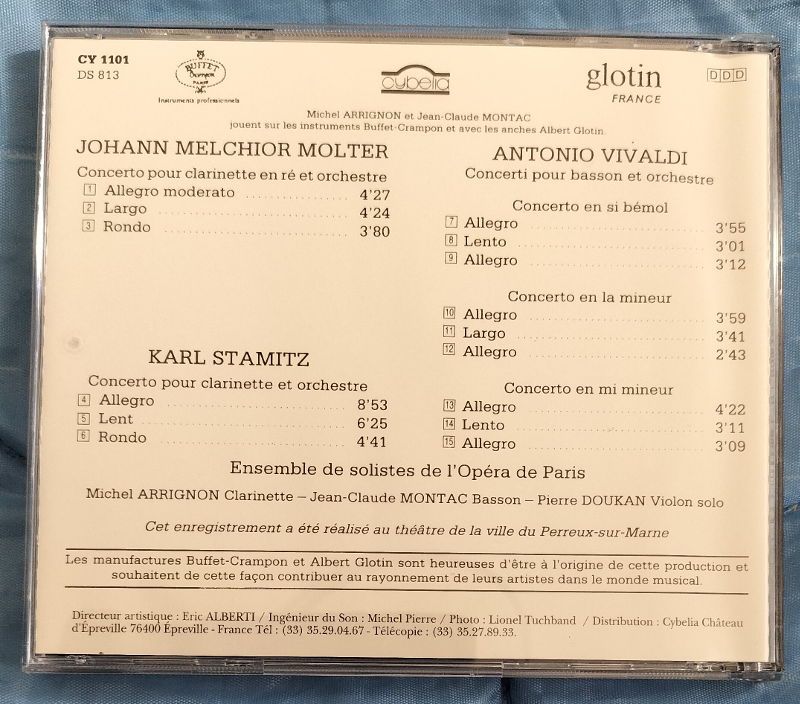 CY 1101
DS 813
BUFFET
Crampon
PARIS
Instruments professionnels
cybelia
glotin
FRANCE
DDD
Michel ARRIGNON et Jean-Claude MONTAC
jouent sur les instruments Buffet-Crampon et avec les anches Albert Glotin.
JOHANN MELCHIOR MOLTER
Concerto pour clarinette en ré et orchestre
1 Allegro moderato 4'27
2 Largo 4'24
3 Rondo 3'80
KARL STAMITZ
Concerto pour clarinette et orchestre
4 Allegro 8'53
5 Lent 6'25
6 Rondo 4'41
ANTONIO VIVALDI
Concerti pour basson et orchestre
Concerto en si bémol
7 Allegro 3'55
8 Lento 3'01
9 Allegro 3'12
Concerto en la mineur
10 Allegro 3'59
11 Largo 3'41
12 Allegro 2'43
Concerto en mi mineur
13 Allegro 4'22
14 Lento 3'11
15 Allegro 3'09
Ensemble de solistes de l'Opéra de Paris
Michel ARRIGNON Clarinette – Jean-Claude MONTAC Basson – Pierre DOUKAN Violon solo
Cet enregistrement a été réalisé au théâtre de la ville du Perreux-sur-Marne
Les manufactures Buffet-Crampon et Albert Glotin sont heureuses d'être à l'origine de cette production et
souhaitent de cette façon contribuer au rayonnement de leurs artistes dans le monde musical.
Directeur artistique : Eric ALBERTI / Ingénieur du Son : Michel Pierre / Photo : Lionel Tuchband / Distribution : Cybelia Château
d'Épreville 76400 Épreville - France Tél : (33) 35.29.04.67 - Télécopie : (33) 35.27.89.33.